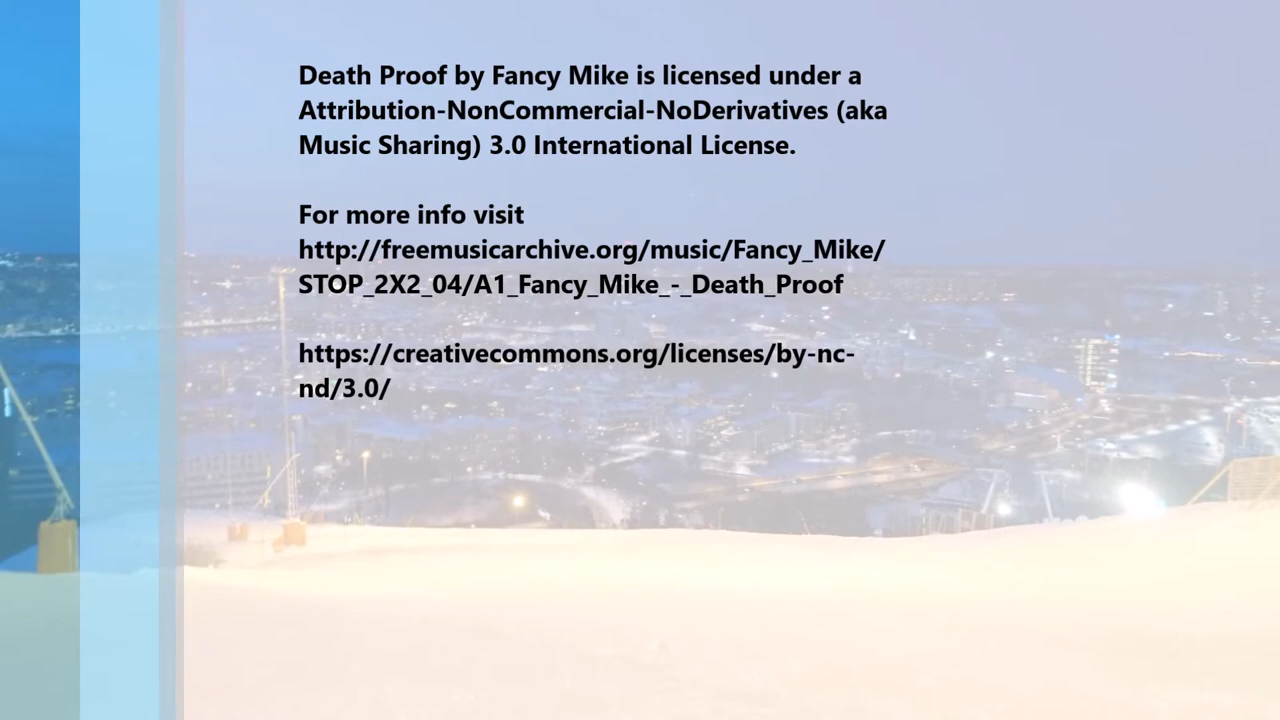 Death Proof by Fancy Mike is licensed under a
Attribution-NonCommercial-NoDerivatives (aka
Music Sharing) 3.0 International License.
For more info visit
http://freemusicarchive.org/music/Fancy_Mike/
STOP_2X2_04/A1_Fancy_Mike_-_Death_Proof
https://creativecommons.org/licenses/by-nc-
nd/3.0/